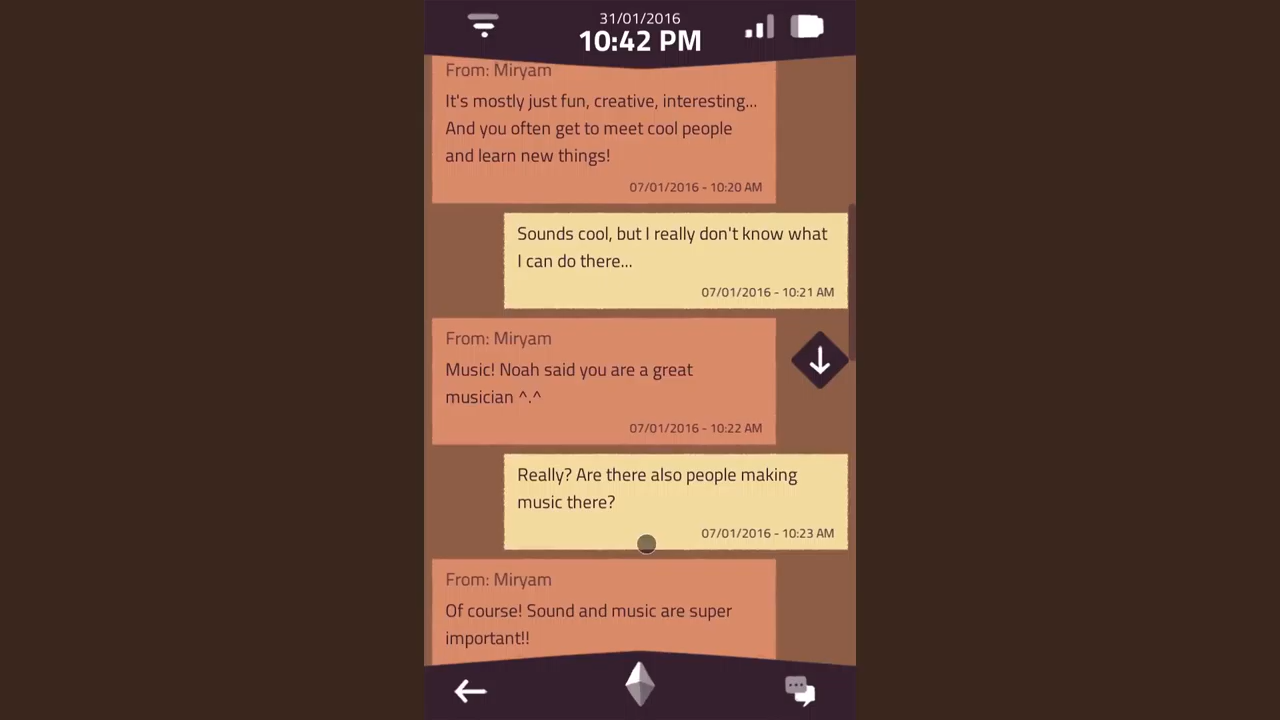 31/01/2016
10:42 PM
From: Miryam
It's mostly just fun, creative, interesting...
And you often get to meet cool people
and learn new things!
07/01/2016 - 10:20 AM
Sounds cool, but I really don't know what
I can do there...
07/01/2016 - 10:21 AM
From: Miryam
Music! Noah said you are a great
musician ^.^
07/01/2016 - 10:22 AM
Really? Are there also people making
music there?
07/01/2016 - 10:23 AM
From: Miryam
Of course! Sound and music are super
important!!